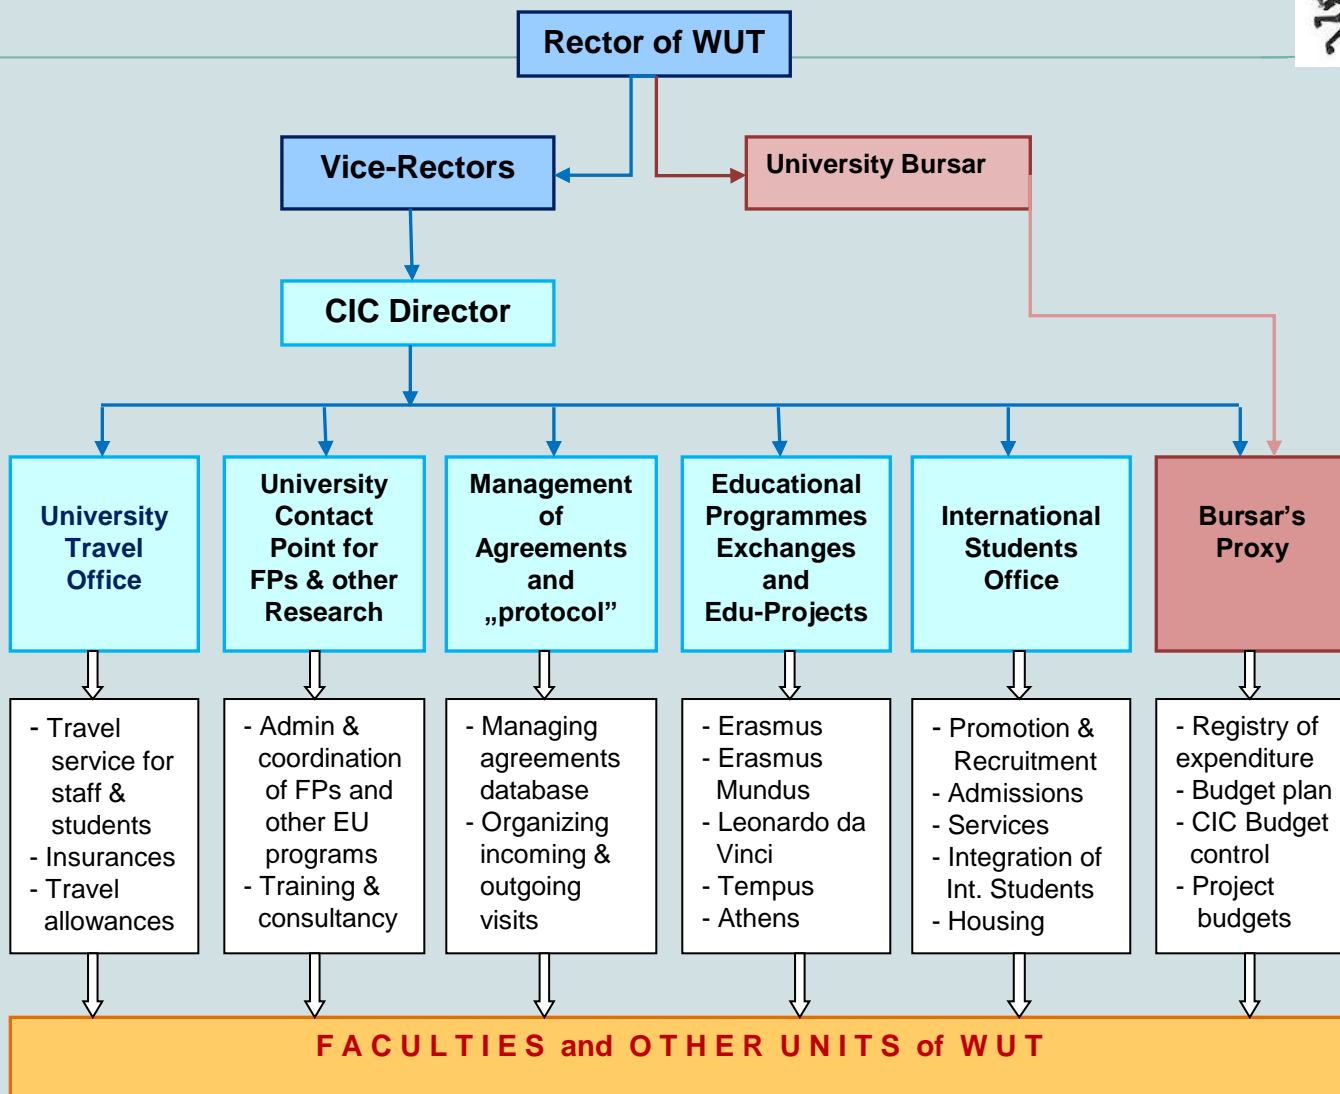 Rector of WUT
Vice-Rectors
University Bursar
CIC Director
University
Travel
Office
University
Contact
Point for
FPs & other
Research
Management
of
Agreements
and
„protocol”
Educational
Programmes
Exchanges
and
Edu-Projects
International
Students
Office
Bursar’s
Proxy
- Travel
service for
staff &
students
- Insurances
- Travel
allowances
- Admin &
coordination
of FPs and
other EU
programs
- Training &
consultancy
- Managing
agreements
database
- Organizing
incoming &
outgoing
visits
- Erasmus
- Erasmus
Mundus
- Leonardo da
Vinci
- Tempus
- Athens
- Promotion &
Recruitment
- Admissions
- Services
- Integration of
Int. Students
- Housing
- Registry of
expenditure
- Budget plan
- CIC Budget
control
- Project
budgets
F A C U L T I E S and O T H E R U N I T S of W U T